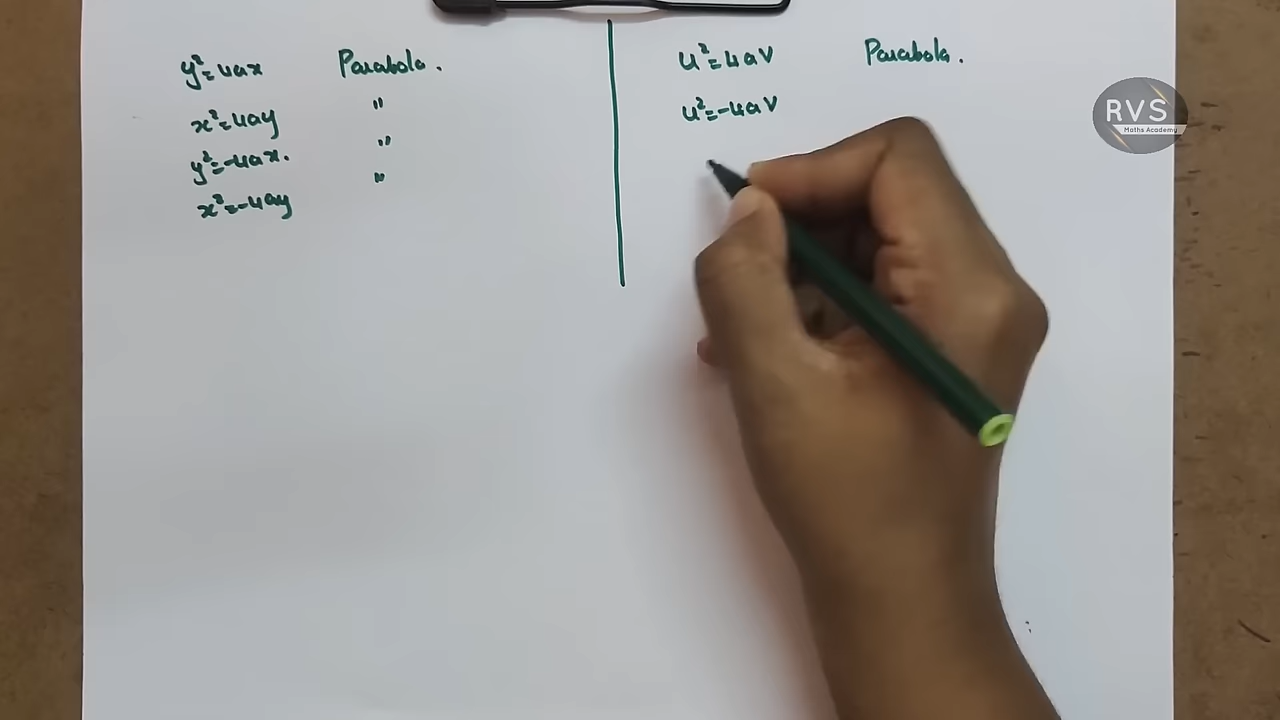 y²=4ax Parabola.
x²=4ay "
y²=-4ax. "
x²=-4ay "
u²=4av Parabola.
u²=-4av
RVS
Maths Academy